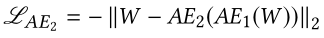 ℒ_{AE_2} = − ‖W − AE_2(AE_1(W))‖_2